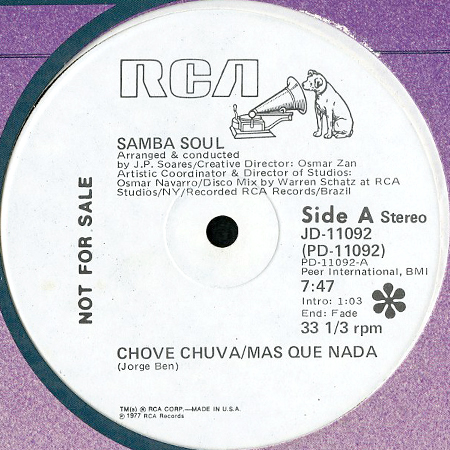 RCA
SAMBA SOUL
Arranged & conducted
by J.P. Soares/Creative Director: Osmar Zan
Artistic Coordinator & Director of Studios:
Osmar Navarro/Disco Mix by Warren Schatz at RCA
Studios/NY/Recorded RCA Records/Brazil
NOT FOR SALE
Side A Stereo
JD-11092
(PD-11092)
PD-11092-A
Peer International, BMI
7:47
Intro: 1:03
End: Fade
33 1/3 rpm
CHOVE CHUVA/MAS QUE NADA
(Jorge Ben)
TM(s) ® RCA CORP.—MADE IN U.S.A.
℗ 1977 RCA Records